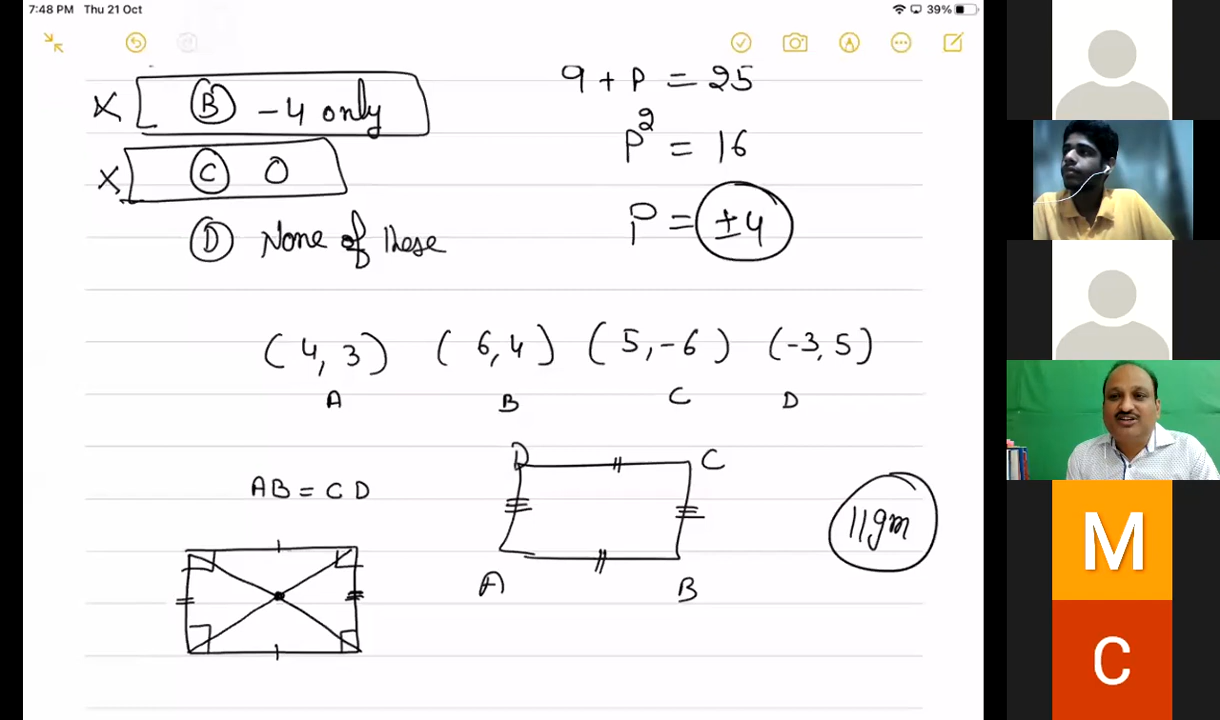 7:48 PM Thu 21 Oct
39%
× B -4 only
× C 0
D None of these
9 + P = 25
P² = 16
P = ±4
(4, 3) (6, 4) (5, -6) (-3, 5)
A B C D
AB = CD
D C
A B
11gm
M
C